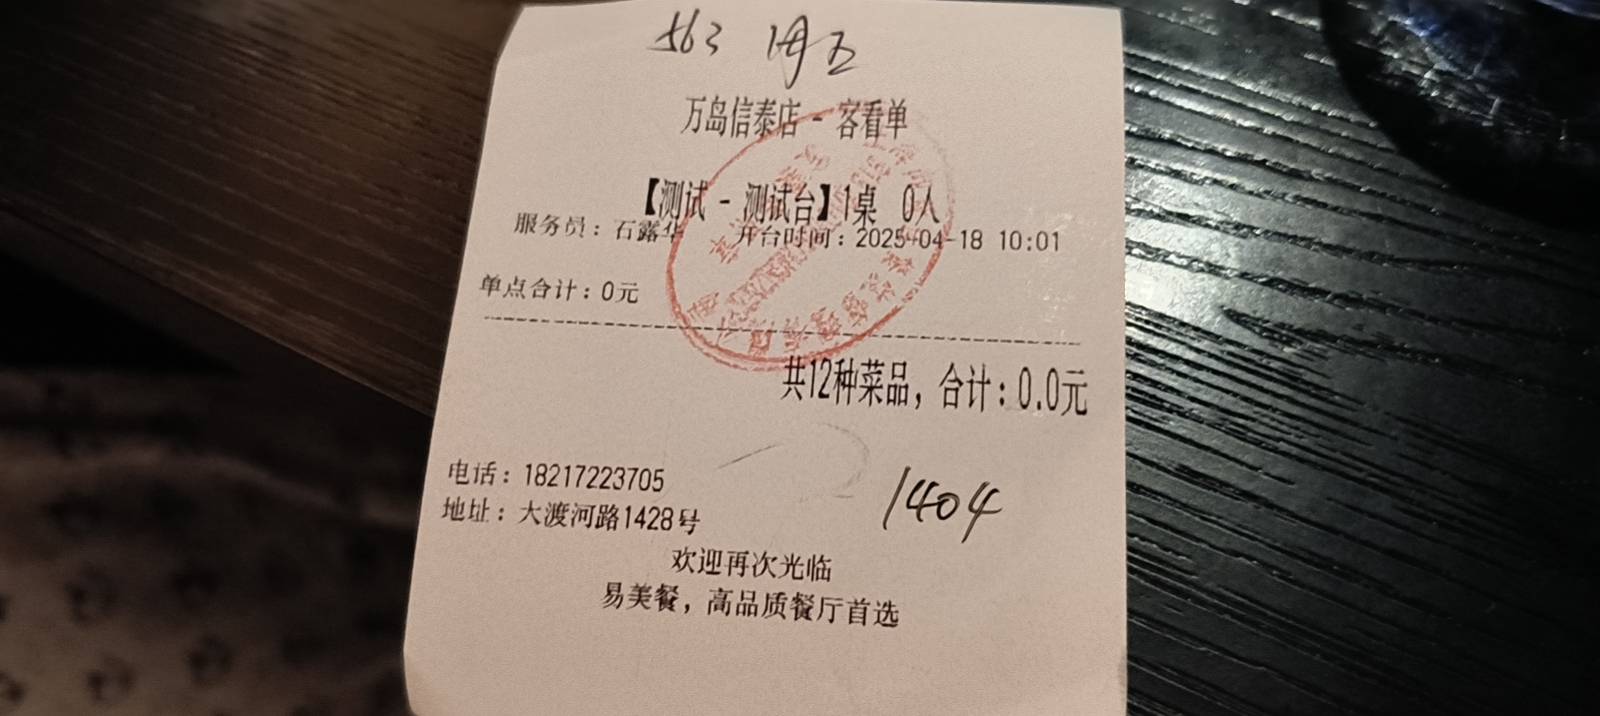 563
万岛信泰店 - 客看单
【测试 - 测试台】1桌 0人
服务员：石露华 开台时间：2025-04-18 10:01
单点合计：0元
共12种菜品，合计：0.0元
电话：18217223705
1404
地址：大渡河路1428号
欢迎再次光临
易美餐，高品质餐厅首选